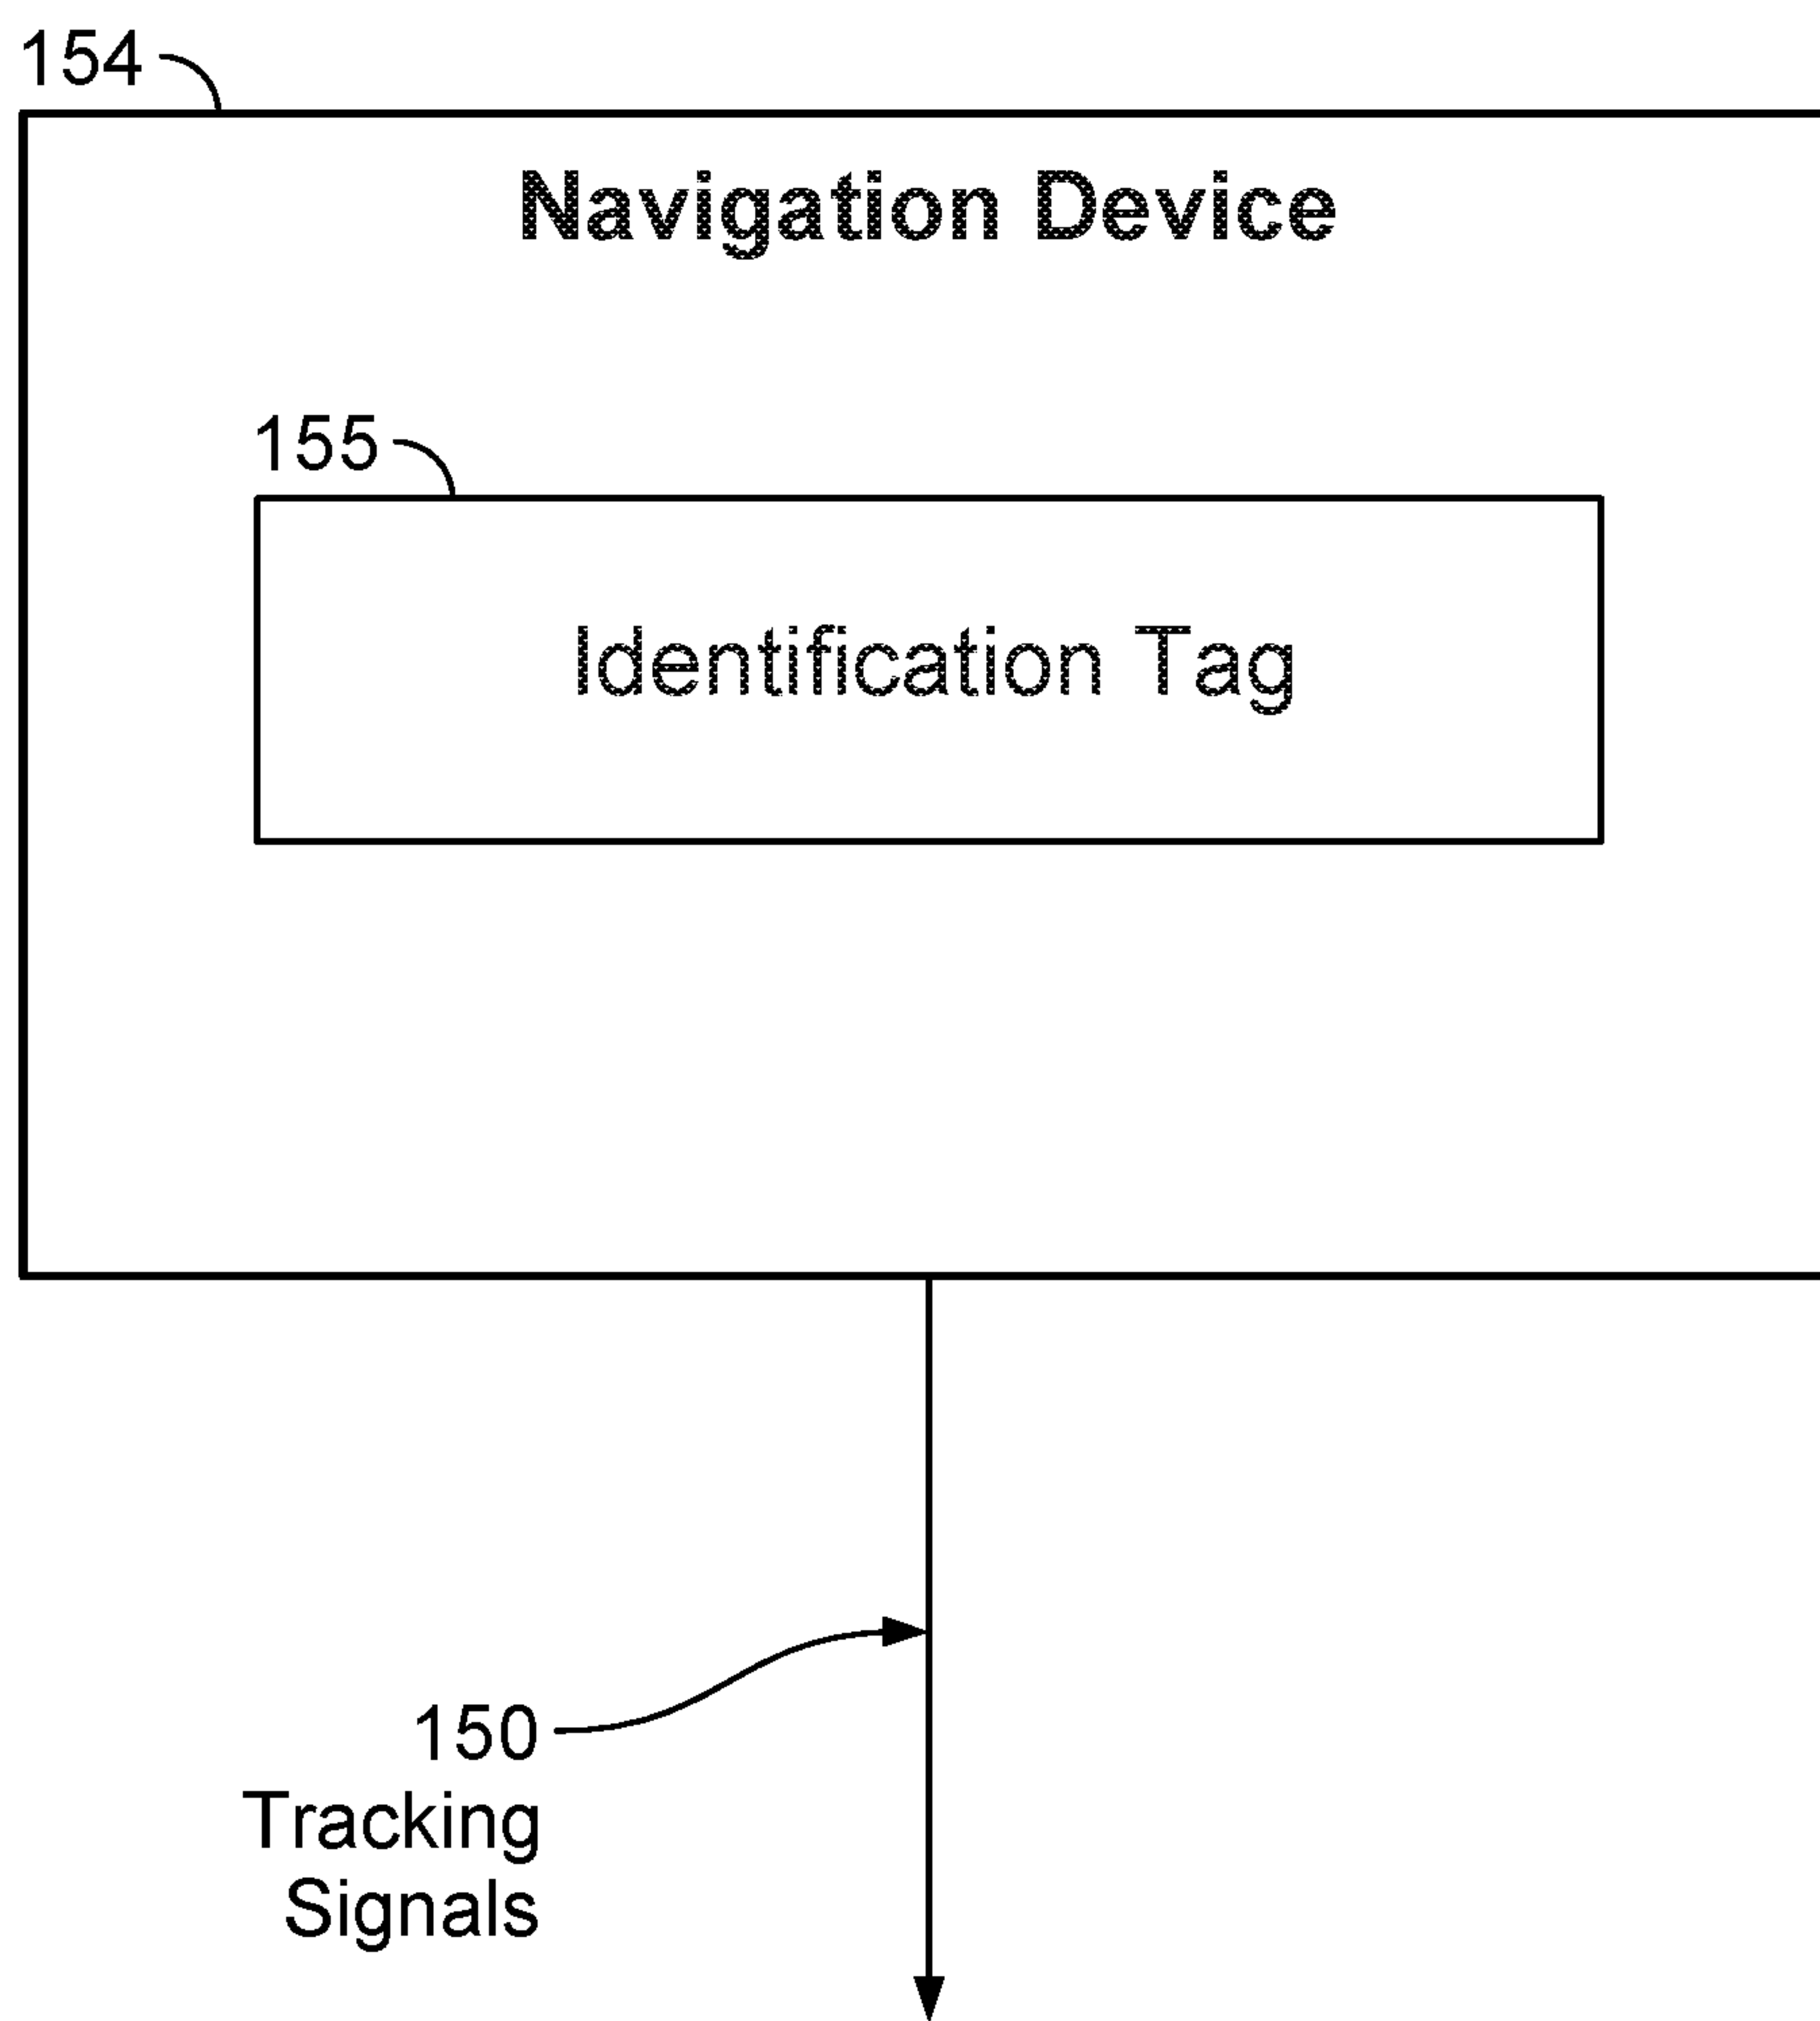 154
Navigation Device
155
Identification Tag
150
Tracking
Signals